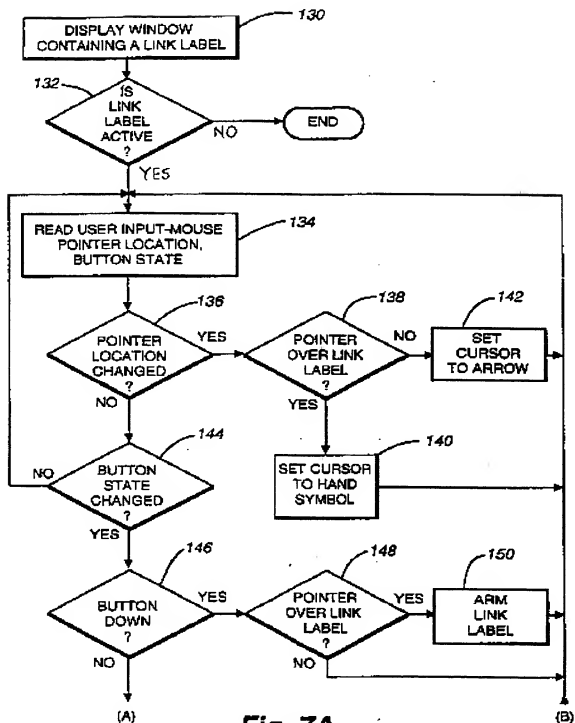 130
DISPLAY WINDOW
CONTAINING A LINK LABEL
132
IS
LINK
LABEL
ACTIVE
?
NO
END
YES
134
READ USER INPUT-MOUSE
POINTER LOCATION,
BUTTON STATE
136
POINTER
LOCATION
CHANGED
?
YES
NO
138
POINTER
OVER LINK
LABEL
?
NO
YES
142
SET
CURSOR
TO ARROW
144
BUTTON
STATE
CHANGED
?
NO
YES
140
SET CURSOR
TO HAND
SYMBOL
146
BUTTON
DOWN
?
YES
NO
148
POINTER
OVER LINK
LABEL
?
YES
NO
150
ARM
LINK
LABEL
(A)
Fig. 7A
(B)